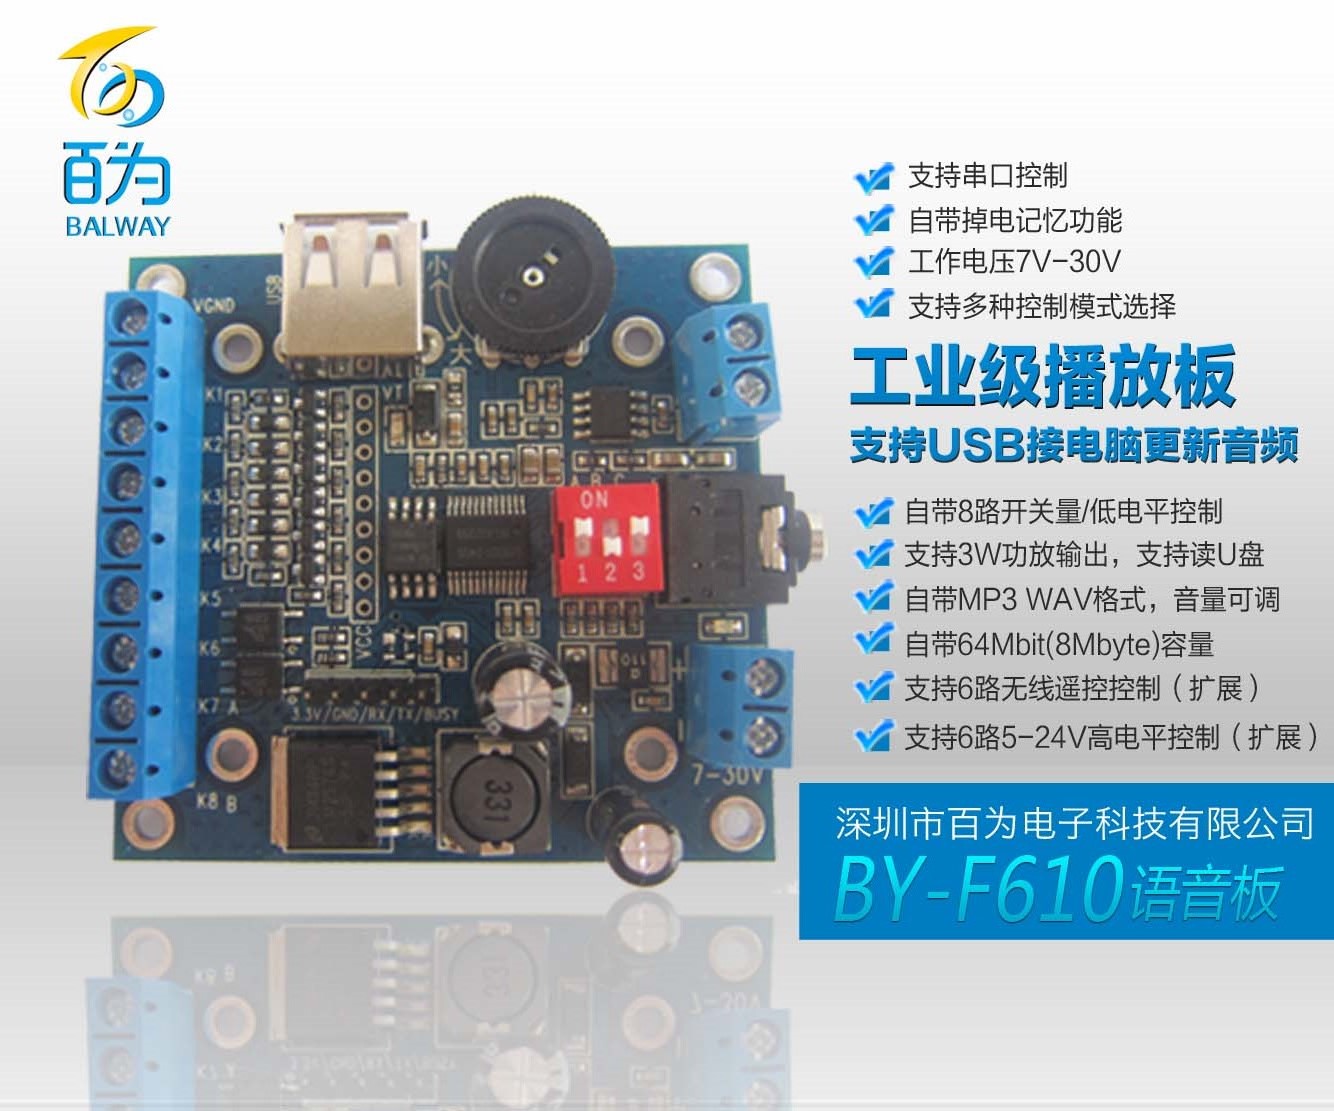 百为
BALWAY
支持串口控制
自带掉电记忆功能
工作电压7V-30V
支持多种控制模式选择
工业级播放板
支持USB接电脑更新音频
自带8路开关量/低电平控制
支持3W功放输出，支持读U盘
自带MP3 WAV格式，音量可调
自带64Mbit(8Mbyte)容量
支持6路无线遥控控制（扩展）
支持6路5-24V高电平控制（扩展）
深圳市百为电子科技有限公司
BY-F610语音板
USB
小
大
VGND
K1
K2
K3
K4
K5
K6
K7 A
K8 B
VT
VCC
A B C
ON
1 2 3
3.3V/GND/RX/TX/BUSY
331
110
7-30V